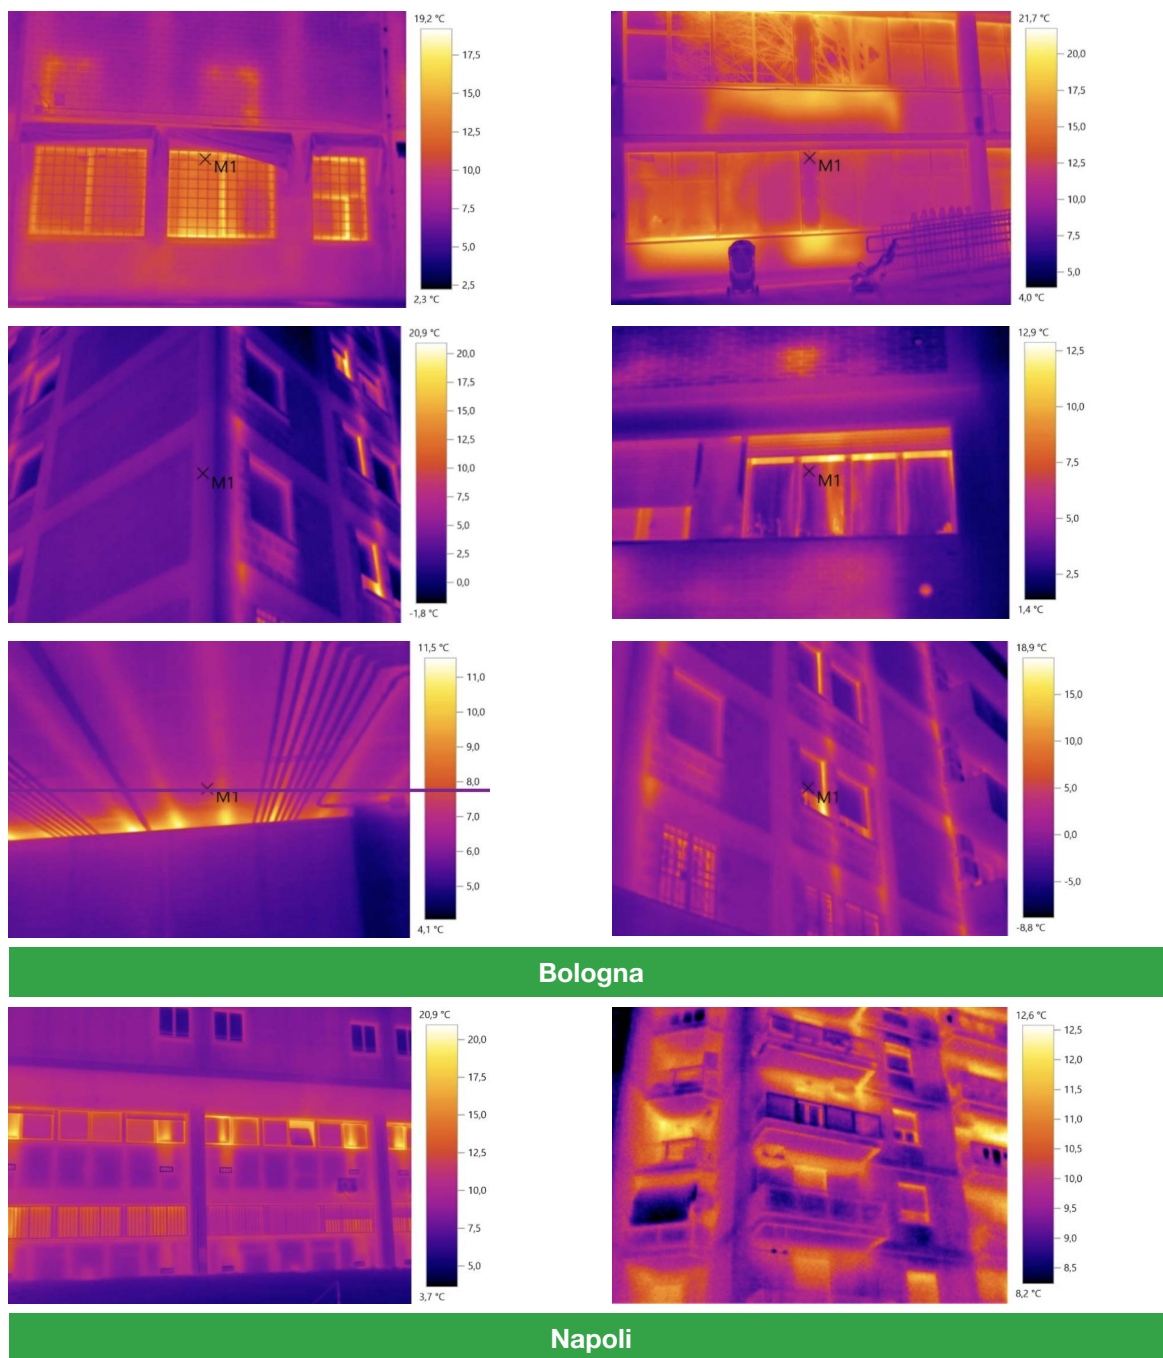 19,2 °C
17,5
15,0
12,5
10,0
7,5
5,0
2,5
2,3 °C
M1
21,7 °C
20,0
17,5
15,0
12,5
10,0
7,5
5,0
4,0 °C
M1
20,9 °C
20,0
17,5
15,0
12,5
10,0
7,5
5,0
2,5
0,0
-1,8 °C
M1
12,9 °C
12,5
10,0
7,5
5,0
2,5
1,4 °C
M1
11,5 °C
11,0
10,0
9,0
8,0
7,0
6,0
5,0
4,1 °C
M1
18,9 °C
15,0
10,0
5,0
0,0
-5,0
-8,8 °C
M1
Bologna
20,9 °C
20,0
17,5
15,0
12,5
10,0
7,5
5,0
3,7 °C
12,6 °C
12,5
12,0
11,5
11,0
10,5
10,0
9,5
9,0
8,5
8,2 °C
Napoli